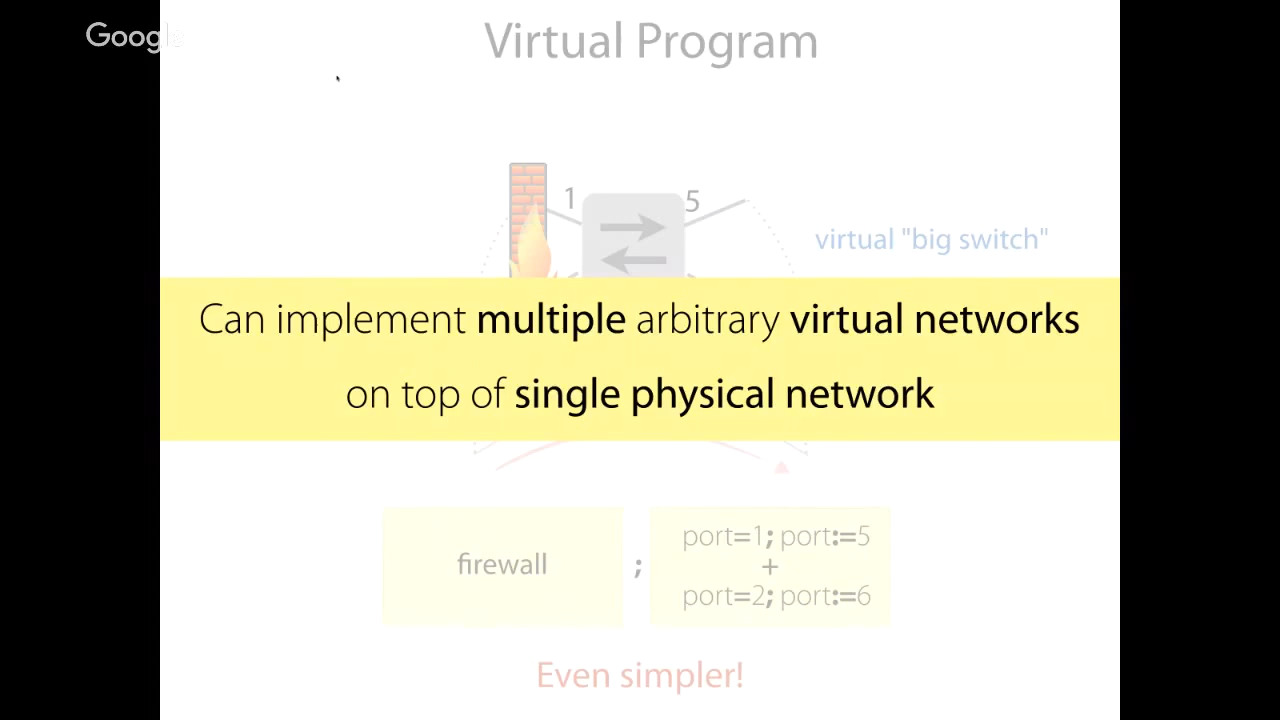 Google
Virtual Program
1
5
virtual "big switch"
Can implement multiple arbitrary virtual networks
on top of single physical network
firewall
;
port=1; port:=5
+
port=2; port:=6
Even simpler!